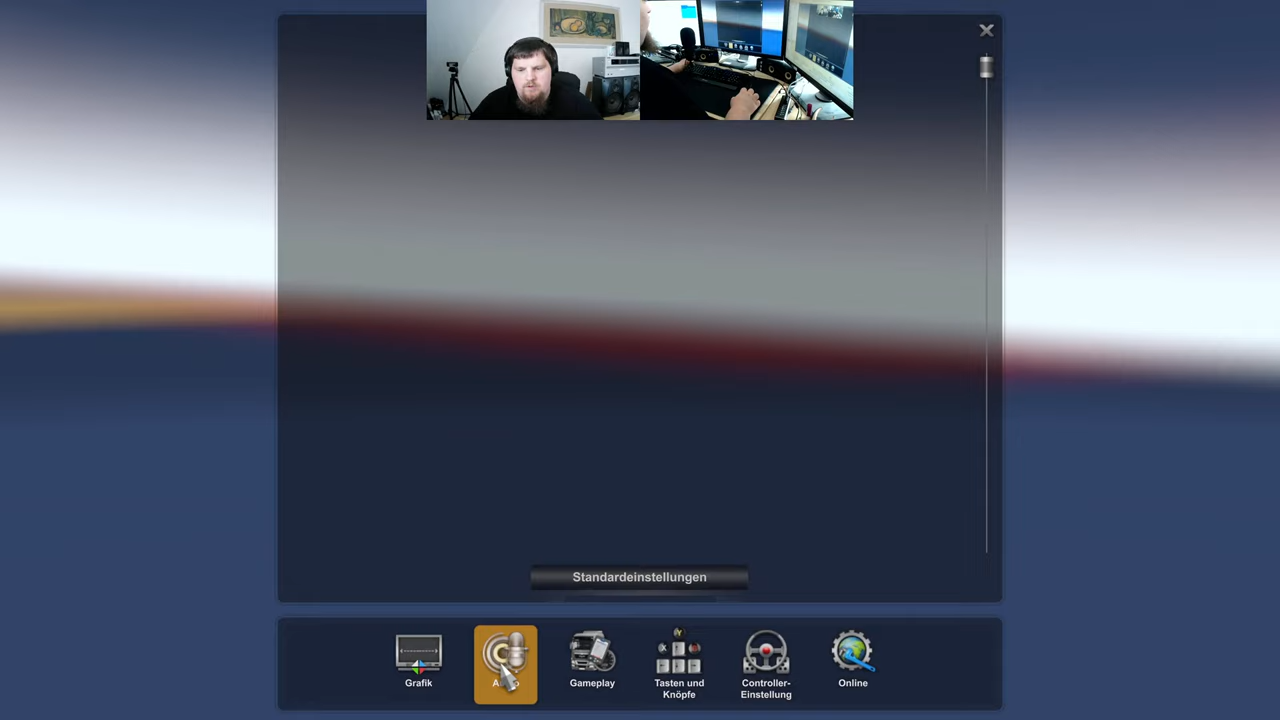 Standardeinstellungen
Grafik
Gameplay
Tasten und
Knöpfe
Controller-
Einstellung
Online